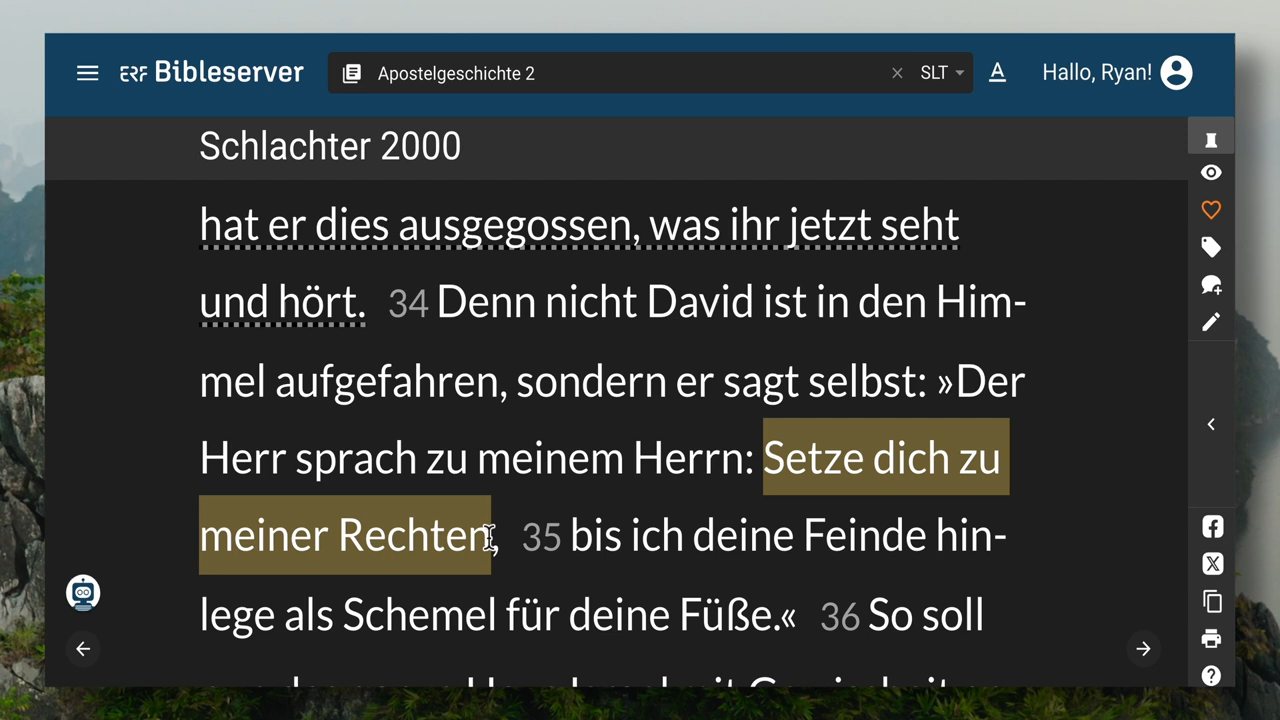 ERF Bibleserver
Apostelgeschichte 2
SLT
A
Hallo, Ryan!
Schlachter 2000
hat er dies ausgegossen, was ihr jetzt seht
und hört. 34 Denn nicht David ist in den Him-
mel aufgefahren, sondern er sagt selbst: »Der
Herr sprach zu meinem Herrn: Setze dich zu
meiner Rechten, 35 bis ich deine Feinde hin-
lege als Schemel für deine Füße.« 36 So soll